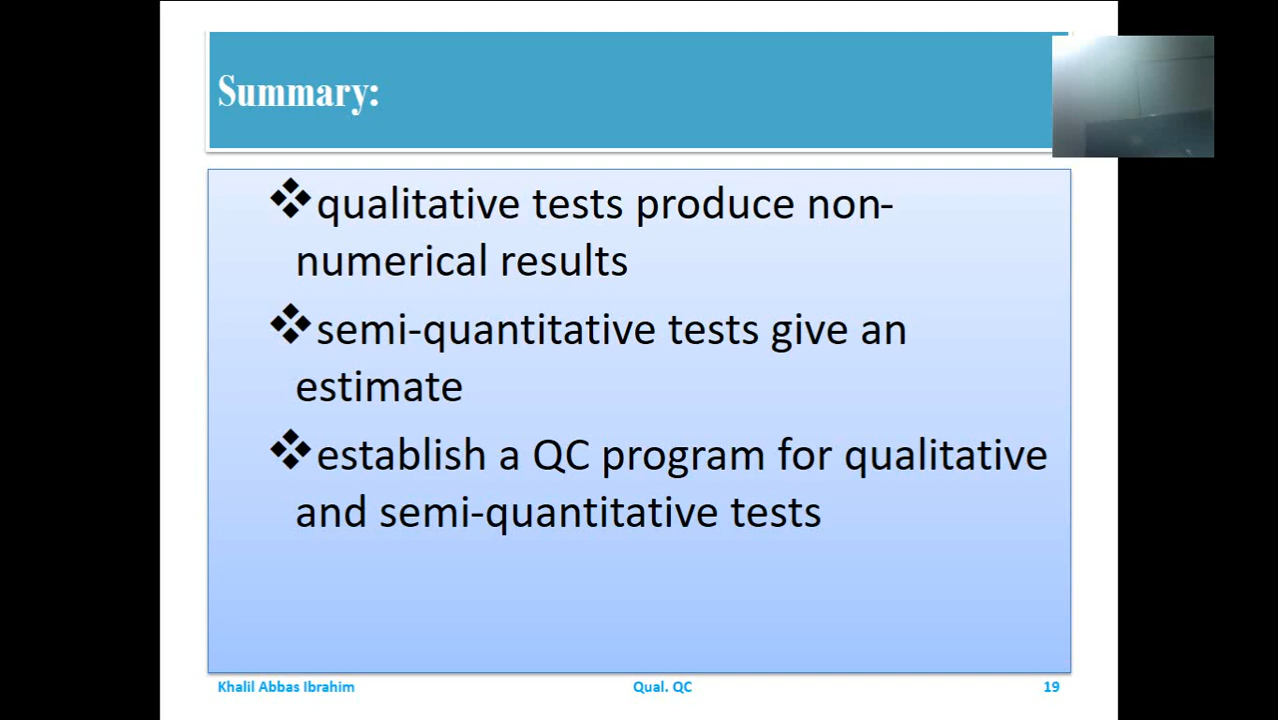 Summary:
❖qualitative tests produce non-
numerical results
❖semi-quantitative tests give an
estimate
❖establish a QC program for qualitative
and semi-quantitative tests
Khalil Abbas Ibrahim
Qual. QC
19